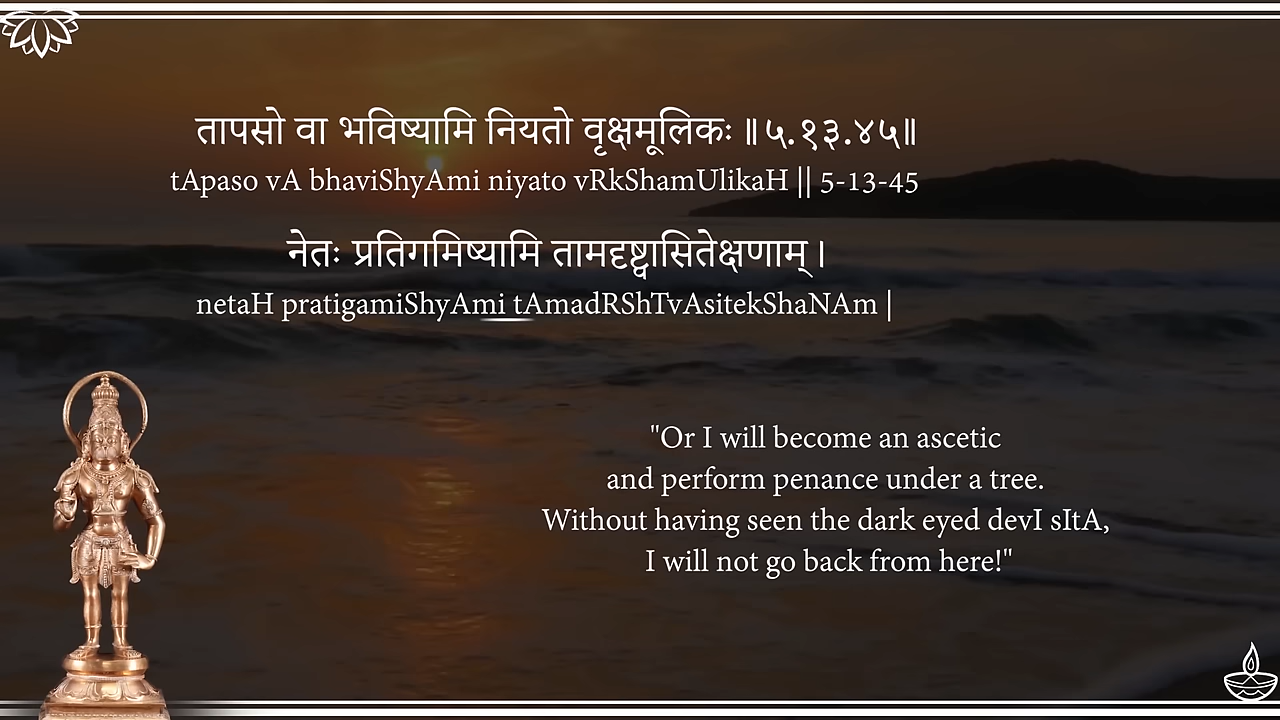 तापसो वा भविष्यामि नियतो वृक्षमूलिकः ॥५.१३.४५॥
tApaso vA bhaviShyAmi niyato vRkShamUlikaH || 5-13-45
नेतः प्रतिगमिष्यामि तामदृष्ट्वासितेक्षणाम् ।
netaH pratigamiShyAmi tAmadRShTvAsitekShaNAm |
"Or I will become an ascetic
and perform penance under a tree.
Without having seen the dark eyed devI sItA,
I will not go back from here!"